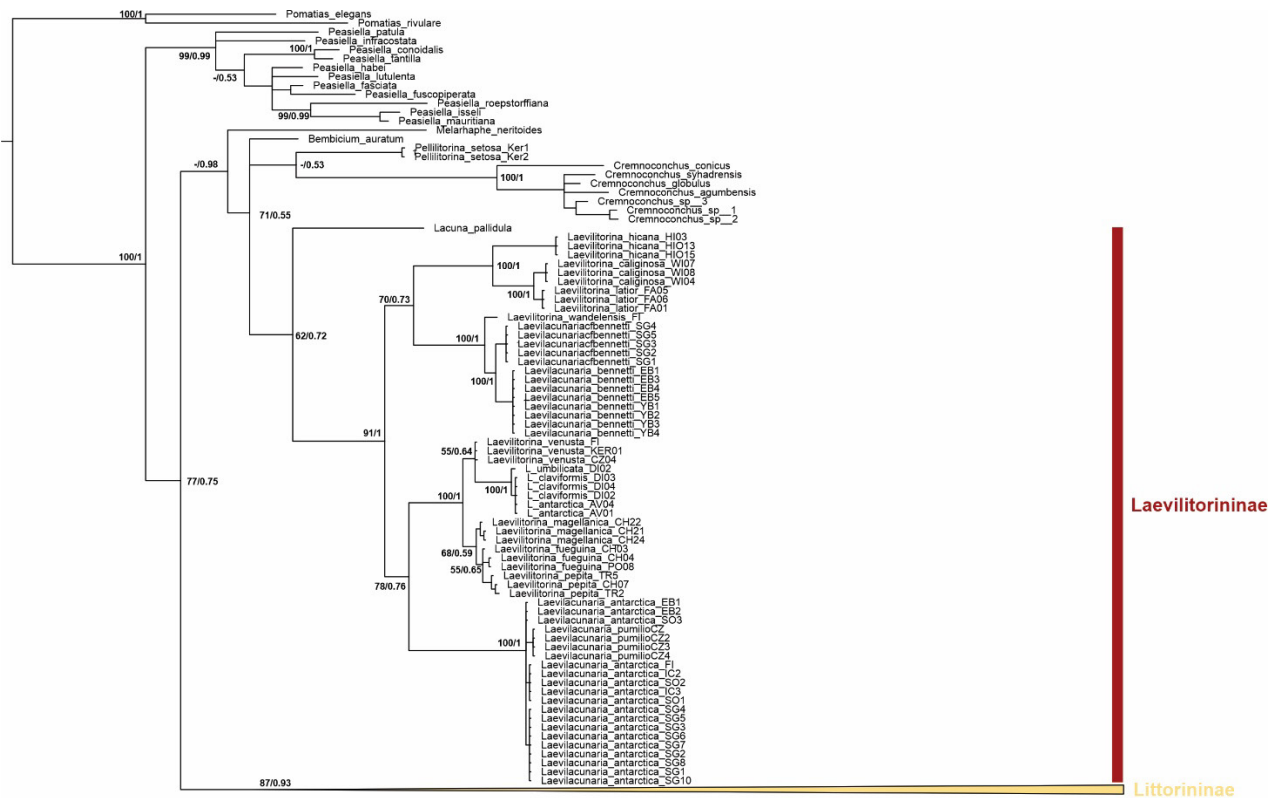 100/1
Pomatias_elegans
Pomatias_rivulare
Peasiella_patula
Peasiella_infracostata
99/0.99
100/1
Peasiella_conoidalis
Peasiella_tantilla
-/0.53
Peasiella_habei
Peasiella_lutulenta
Peasiella_fasciata
Peasiella_fuscopiperata
Peasiella_roepstorffiana
99/0.99
Peasiella_isseli
Peasiella_mauritiana
Melarhaphe_neritoides
Bembicium_auratum
Pellilitorina_setosa_Ker1
Pellilitorina_setosa_Ker2
-/0.98
-/0.53
Cremnoconchus_conicus
100/1
Cremnoconchus_syhadrensis
Cremnoconchus_globulus
Cremnoconchus_agumbensis
Cremnoconchus_sp__3
Cremnoconchus_sp__1
Cremnoconchus_sp__2
71/0.55
Lacuna_pallidula
Laevilitorina_hicana_HI03
Laevilitorina_hicana_HIO13
Laevilitorina_hicana_HIO15
100/1
100/1
Laevilitorina_caliginosa_WI07
Laevilitorina_caliginosa_WI08
Laevilitorina_caliginosa_WI04
100/1
Laevilitorina_latior_FA05
Laevilitorina_latior_FA06
Laevilitorina_latior_FA01
70/0.73
Laevilitorina_wandelensis_FT
62/0.72
100/1
Laevilacunariacfbennetti_SG4
Laevilacunariacfbennetti_SG5
Laevilacunariacfbennetti_SG3
Laevilacunariacfbennetti_SG2
Laevilacunariacfbennetti_SG1
100/1
Laevilacunaria_bennetti_EB1
Laevilacunaria_bennetti_EB3
Laevilacunaria_bennetti_EB4
Laevilacunaria_bennetti_EB5
Laevilacunaria_bennetti_YB1
Laevilacunaria_bennetti_YB2
Laevilacunaria_bennetti_YB3
Laevilacunaria_bennetti_YB4
91/1
55/0.64
Laevilitorina_venusta_FI
Laevilitorina_venusta_KER01
Laevilitorina_venusta_CZ04
77/0.75
100/1
100/1
L_umbilicata_DI02
L_claviformis_DI03
L_claviformis_DI04
L_claviformis_DI02
L_antarctica_AV04
L_antarctica_AV01
Laevilitorininae
Laevilitorina_magellanica_CH22
Laevilitorina_magellanica_CH21
Laevilitorina_magellanica_CH24
68/0.59
Laevilitorina_fueguina_CH03
Laevilitorina_fueguina_CH04
Laevilitorina_fueguina_PO08
55/0.65
Laevilitorina_pepita_TR5
Laevilitorina_pepita_CH07
Laevilitorina_pepita_TR2
78/0.76
Laevilacunaria_antarctica_EB1
Laevilacunaria_antarctica_EB2
Laevilacunaria_antarctica_SO3
100/1
Laevilacunaria_pumilioCZ
Laevilacunaria_pumilioCZ2
Laevilacunaria_pumilioCZ3
Laevilacunaria_pumilioCZ4
Laevilacunaria_antarctica_FI
Laevilacunaria_antarctica_IC2
Laevilacunaria_antarctica_SO2
Laevilacunaria_antarctica_IC3
Laevilacunaria_antarctica_SO1
Laevilacunaria_antarctica_SG4
Laevilacunaria_antarctica_SG5
Laevilacunaria_antarctica_SG3
Laevilacunaria_antarctica_SG6
Laevilacunaria_antarctica_SG7
Laevilacunaria_antarctica_SG2
Laevilacunaria_antarctica_SG8
Laevilacunaria_antarctica_SG1
Laevilacunaria_antarctica_SG10
87/0.93
Littorininae